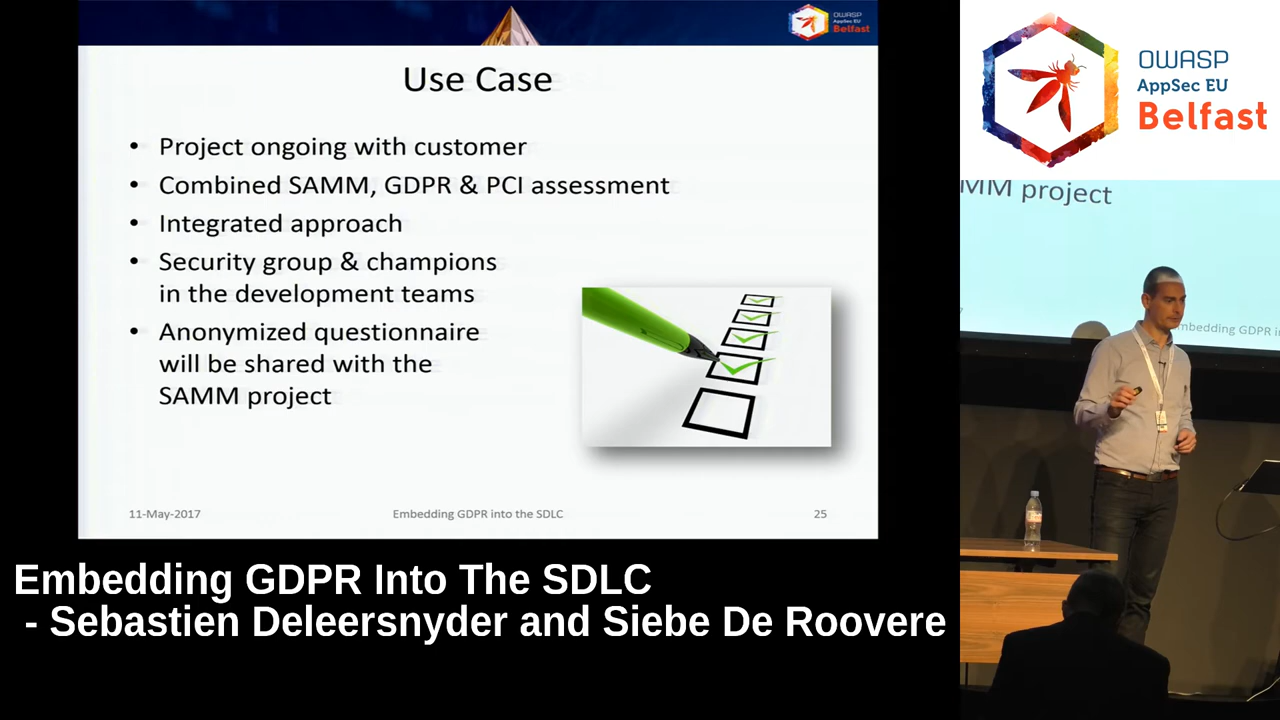 OWASP
AppSec EU
Belfast
Use Case
• Project ongoing with customer
• Combined SAMM, GDPR & PCI assessment
• Integrated approach
• Security group & champions
in the development teams
• Anonymized questionnaire
will be shared with the
SAMM project
11-May-2017
Embedding GDPR into the SDLC
25
OWASP
AppSec EU
Belfast
MM project
mbedding GDPR in
Embedding GDPR Into The SDLC
- Sebastien Deleersnyder and Siebe De Roovere